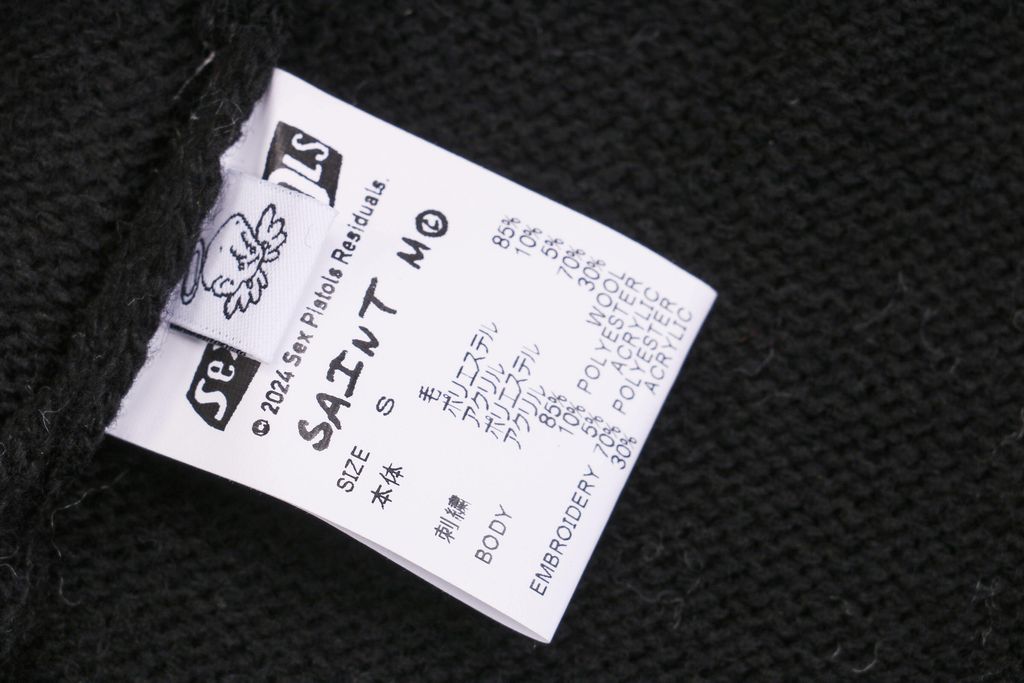 Se LS
© 2024 Sex Pistols Residuals.
SAINT M
SIZE S
本体 毛 85%
ポリエステル 10%
アクリル 5%
刺繍 ポリエステル 70%
アクリル 30%
BODY 85% WOOL
10% POLYESTER
5% ACRYLIC
EMBROIDERY 70% POLYESTER
30% ACRYLIC